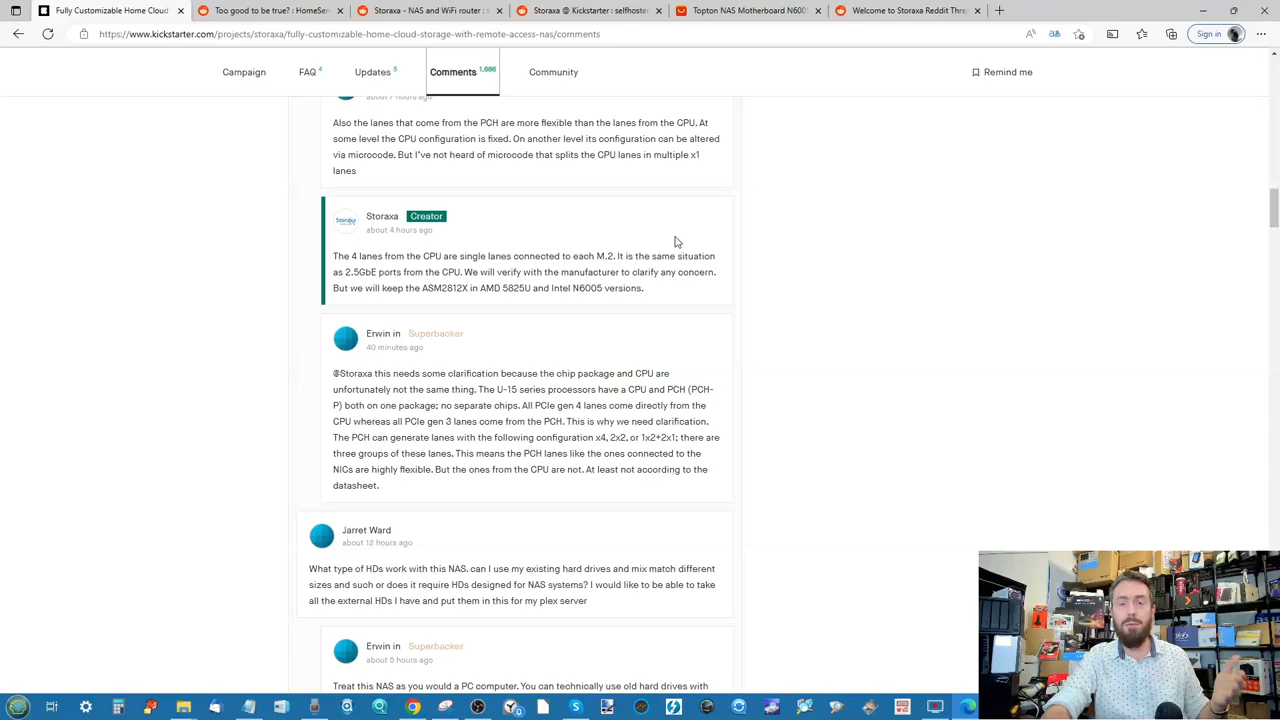 Fully Customizable Home Cloud
Too good to be true? : HomeServ
Storaxa - NAS and WiFi router : s
Storaxa @ Kickstarter : selfhoste
Topton NAS Motherboard N6005
Welcome to Storaxa Reddit Threa
https://www.kickstarter.com/projects/storaxa/fully-customizable-home-cloud-storage-with-remote-access-nas/comments
Sign in
Campaign
FAQ 4
Updates 5
Comments 1,686
Community
Remind me
about 7 hours ago
Also the lanes that come from the PCH are more flexible than the lanes from the CPU. At
some level the CPU configuration is fixed. On another level its configuration can be altered
via microcode. But I've not heard of microcode that splits the CPU lanes in multiple x1
lanes
Storaxa
Storaxa Creator
about 4 hours ago
The 4 lanes from the CPU are single lanes connected to each M.2. It is the same situation
as 2.5GbE ports from the CPU. We will verify with the manufacturer to clarify any concern.
But we will keep the ASM2812X in AMD 5825U and Intel N6005 versions.
Erwin in Superbacker
40 minutes ago
@Storaxa this needs some clarification because the chip package and CPU are
unfortunately not the same thing. The U-15 series processors have a CPU and PCH (PCH-
P) both on one package; no separate chips. All PCIe gen 4 lanes come directly from the
CPU whereas all PCIe gen 3 lanes come from the PCH. This is why we need clarification.
The PCH can generate lanes with the following configuration x4, 2x2, or 1x2+2x1; there are
three groups of these lanes. This means the PCH lanes like the ones connected to the
NICs are highly flexible. But the ones from the CPU are not. At least not according to the
datasheet.
Jarret Ward
about 12 hours ago
What type of HDs work with this NAS. can I use my existing hard drives and mix match different
sizes and such or does it require HDs designed for NAS systems? I would like to be able to take
all the external HDs I have and put them in this for my plex server
Erwin in Superbacker
about 5 hours ago
Treat this NAS as you would a PC computer. You can technically use old hard drives with